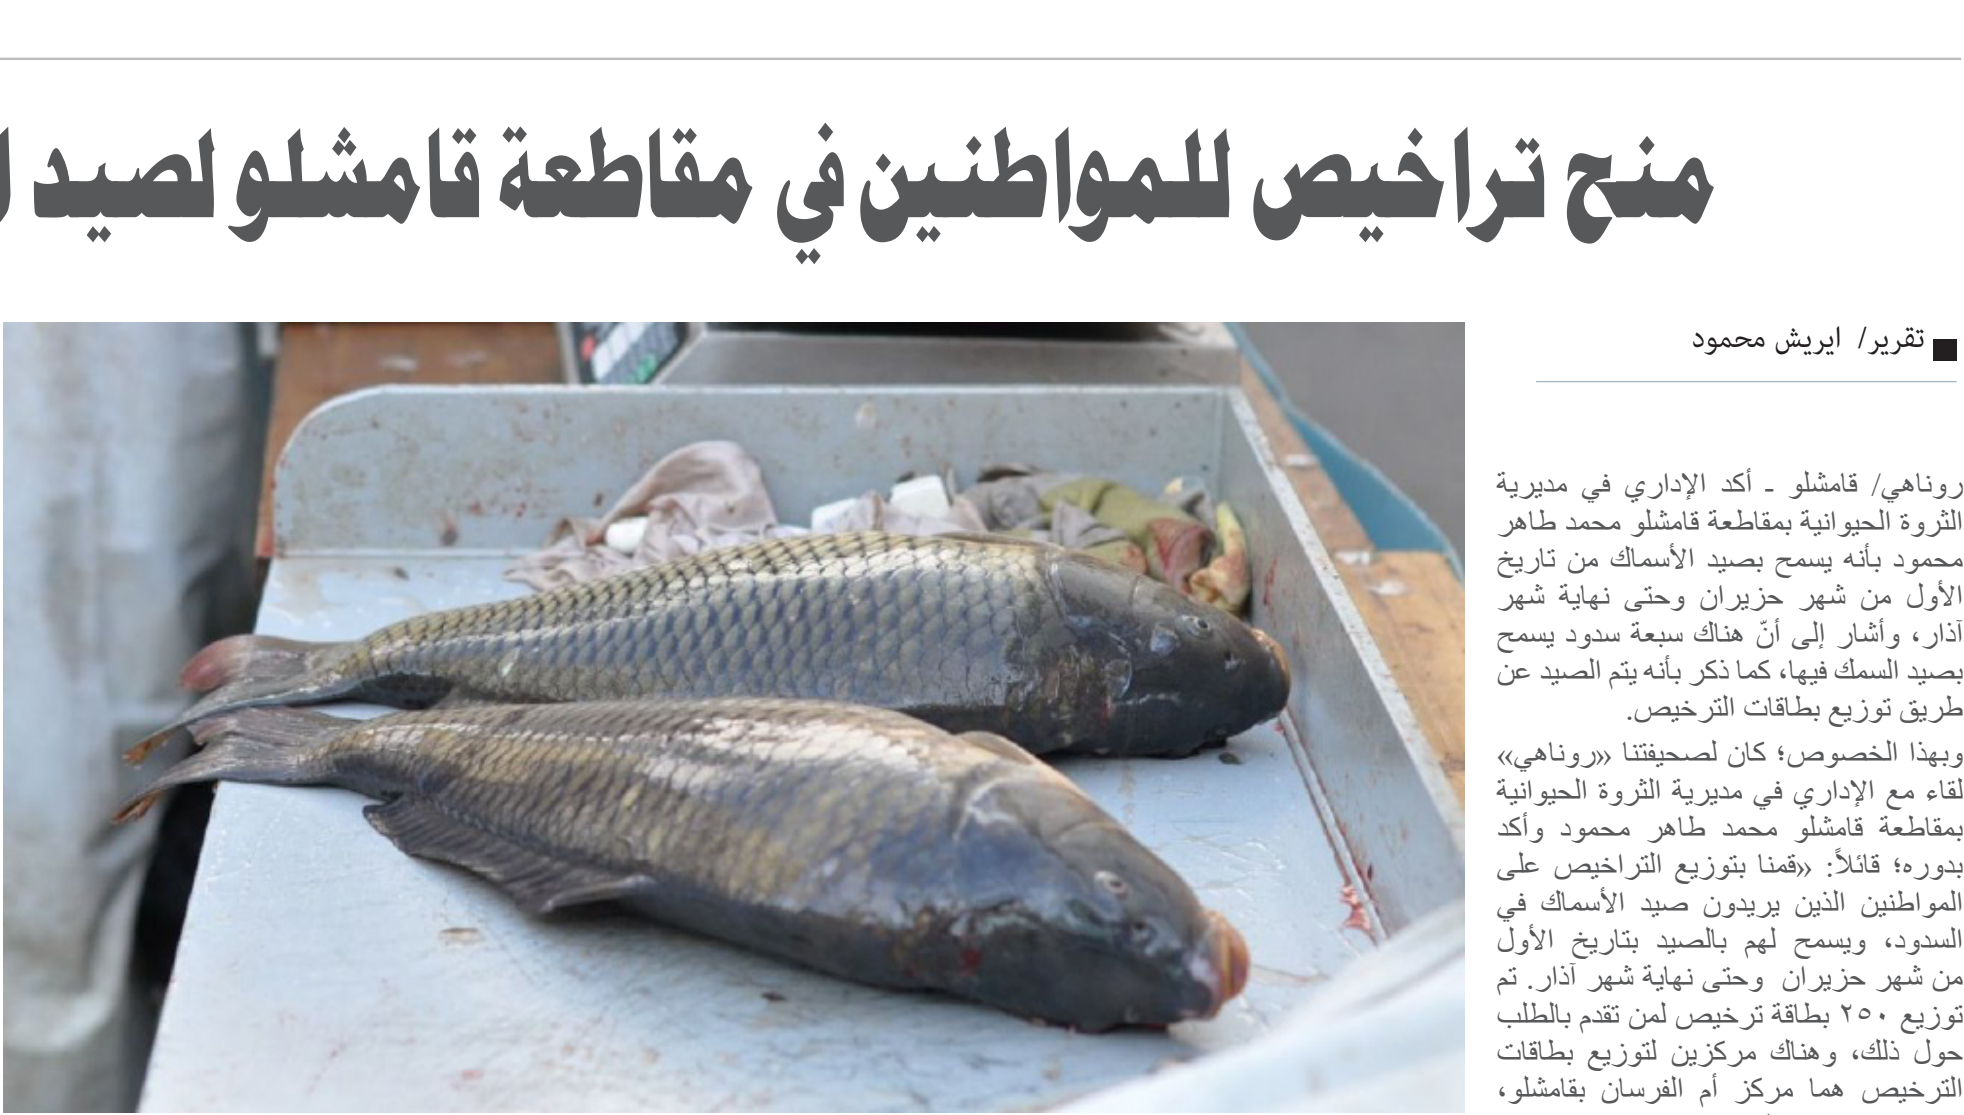 منح تراخيص للمواطنين في مقاطعة قامشلو لصيد
تقرير/ ايريش محمود
روناهي/ قامشلو ـ أكد الإداري في مديرية
الثروة الحيوانية بمقاطعة قامشلو محمد طاهر
محمود بأنه يسمح بصيد الأسماك من تاريخ
الأول من شهر حزيران وحتى نهاية شهر
آذار، وأشار إلى أنّ هناك سبعة سدود يسمح
بصيد السمك فيها، كما ذكر بأنه يتم الصيد عن
طريق توزيع بطاقات الترخيص.
وبهذا الخصوص؛ كان لصحيفتنا «روناهي»
لقاء مع الإداري في مديرية الثروة الحيوانية
بمقاطعة قامشلو محمد طاهر محمود وأكد
بدوره؛ قائلاً: «قمنا بتوزيع التراخيص على
المواطنين الذين يريدون صيد الأسماك في
السدود، ويسمح لهم بالصيد بتاريخ الأول
من شهر حزيران وحتى نهاية شهر آذار. تم
توزيع ٢٥٠ بطاقة ترخيص لمن تقدم بالطلب
حول ذلك، وهناك مركزين لتوزيع بطاقات
الترخيص هما مركز أم الفرسان بقامشلو،